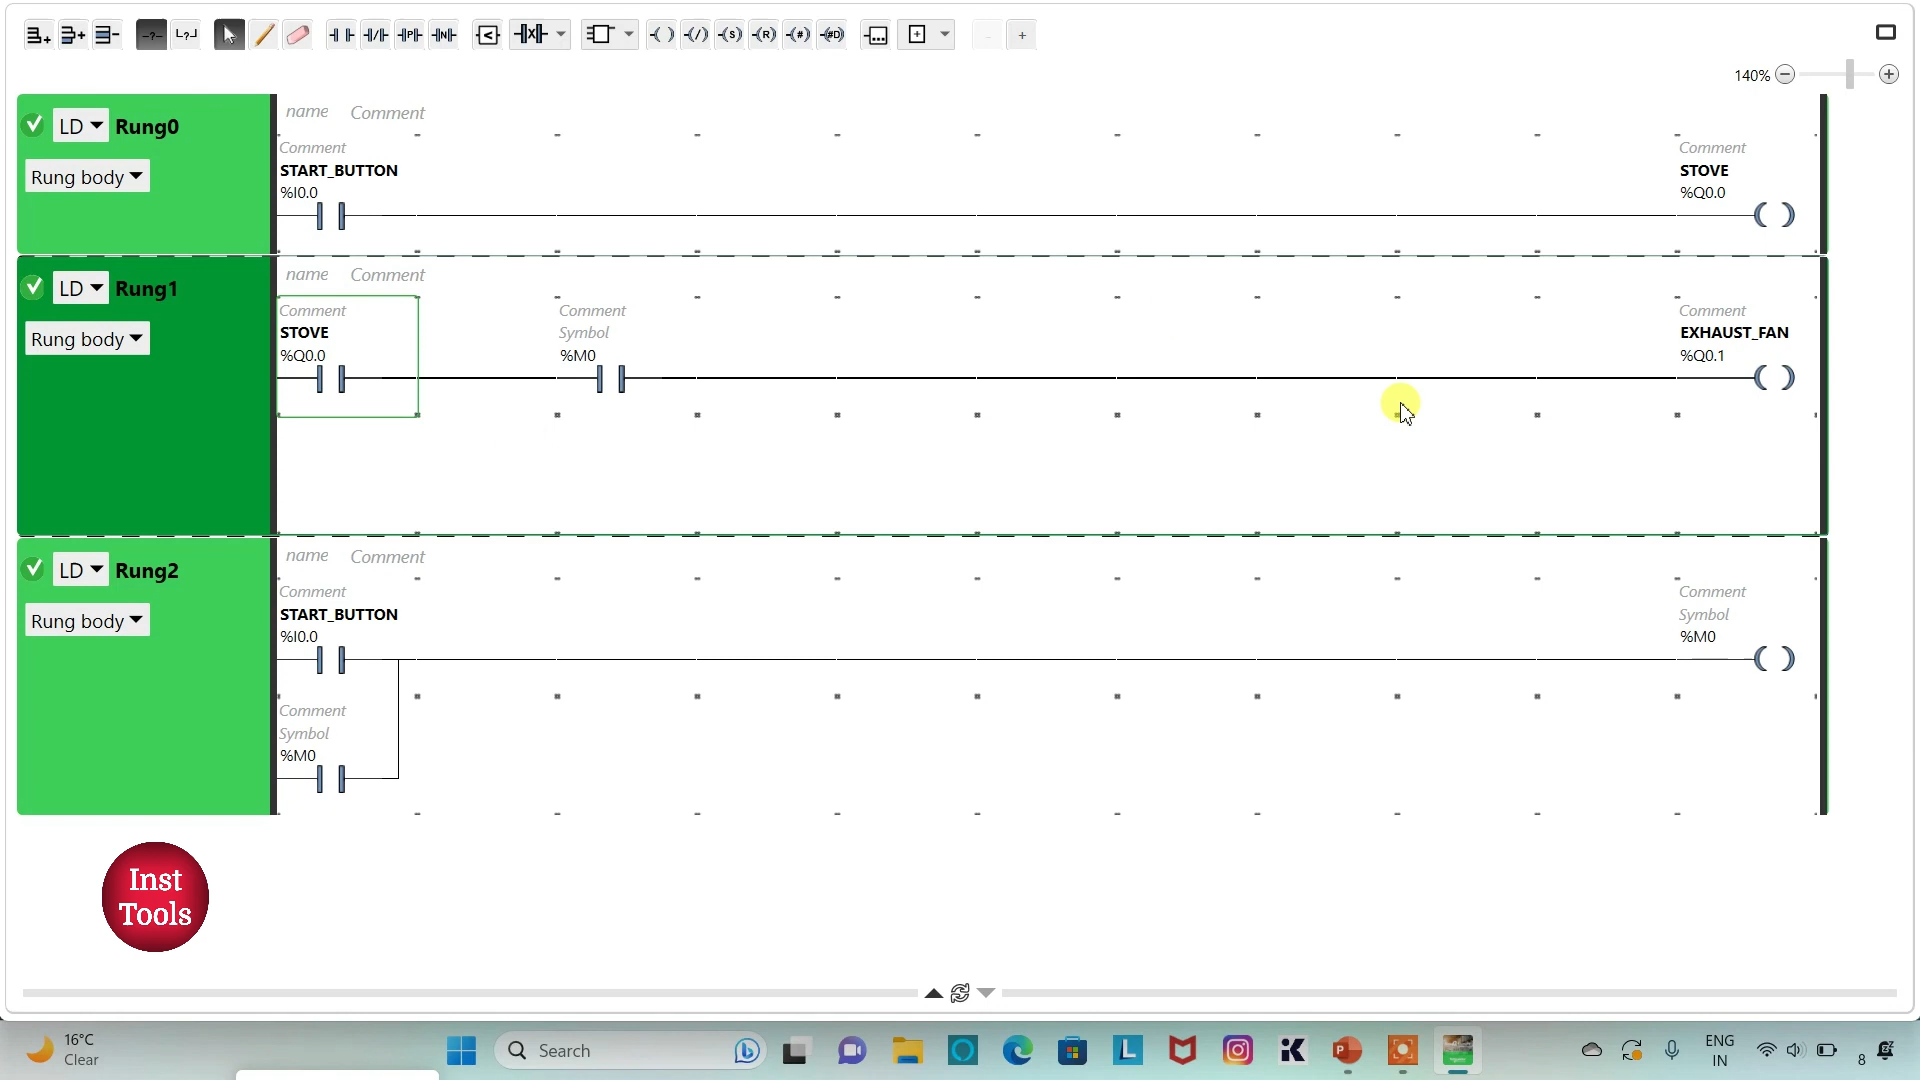 140%
LD Rung0
name Comment
Rung body
Comment
START_BUTTON
%I0.0
Comment
STOVE
%Q0.0
LD Rung1
name Comment
Rung body
Comment
STOVE
%Q0.0
Comment
Symbol
%M0
Comment
EXHAUST_FAN
%Q0.1
LD Rung2
name Comment
Rung body
Comment
START_BUTTON
%I0.0
Comment
Symbol
%M0
Comment
Symbol
%M0
Inst
Tools
16°C
Clear
Search
ENG
IN
8